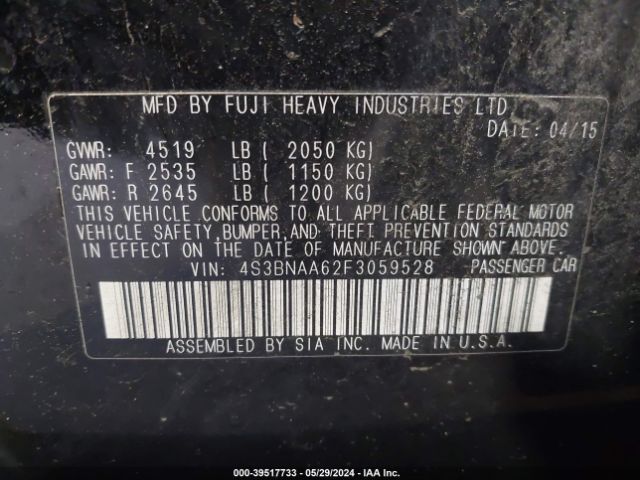 MFD BY FUJI HEAVY INDUSTRIES LTD
DATE: 04/15
GVWR: 4519 LB ( 2050 KG)
GAWR: F 2535 LB ( 1150 KG)
GAWR: R 2645 LB ( 1200 KG)
THIS VEHICLE CONFORMS TO ALL APPLICABLE FEDERAL MOTOR
VEHICLE SAFETY, BUMPER, AND THEFT PREVENTION STANDARDS
IN EFFECT ON THE DATE OF MANUFACTURE SHOWN ABOVE.
VIN: 4S3BNAA62F3059528 PASSENGER CAR
ASSEMBLED BY SIA INC. MADE IN U.S.A.
000-39517733 - 05/29/2024 - IAA Inc.